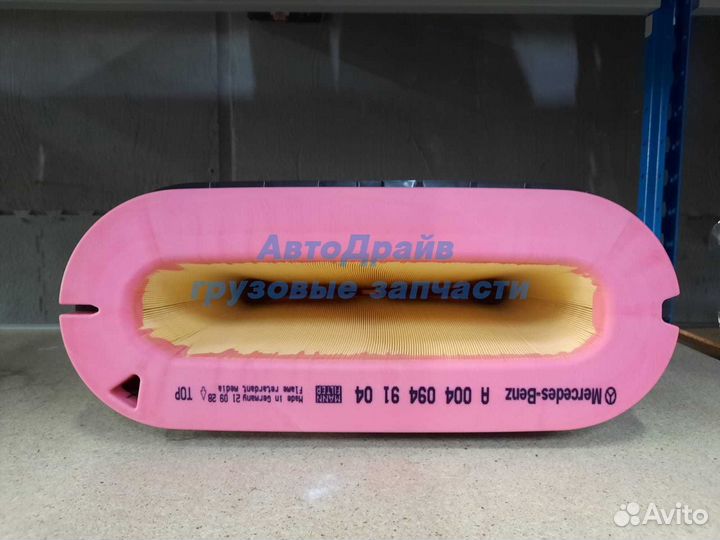 АвтоДрайв
грузовые запчасти
Mercedes-Benz
A 004 094 91 04
MANN
FILTER
Made in Germany 21 09 28
TOP
Flame retardant media
Avito